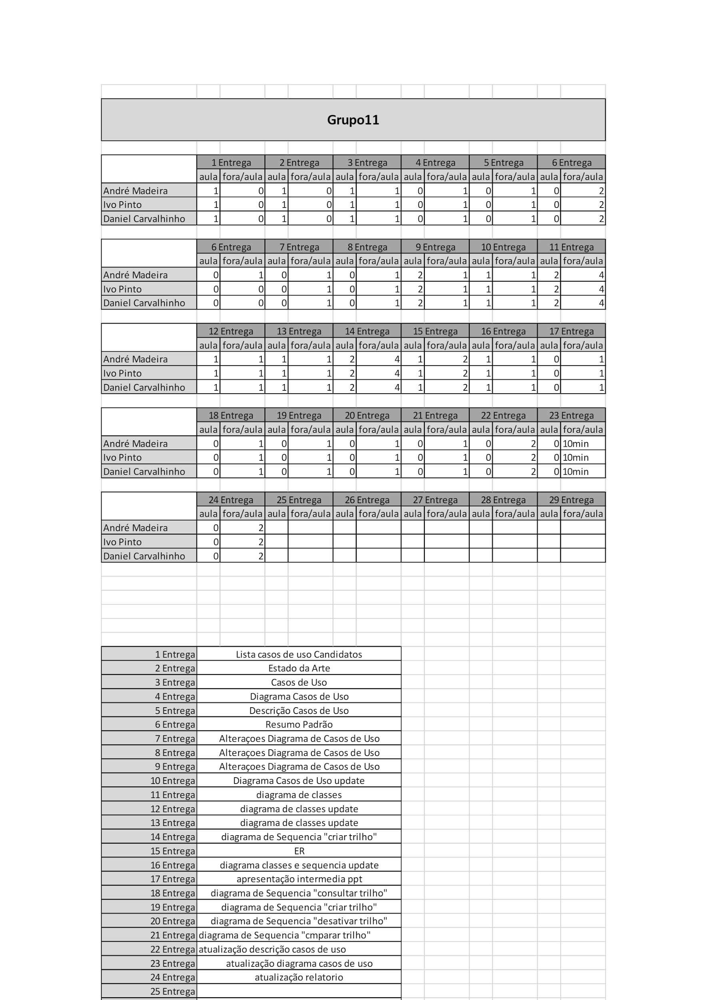 Grupo11
1 Entrega 2 Entrega 3 Entrega 4 Entrega 5 Entrega 6 Entrega
aula fora/aula aula fora/aula aula fora/aula aula fora/aula aula fora/aula aula fora/aula
André Madeira 1 0 1 0 1 1 0 1 0 1 0 2
Ivo Pinto 1 0 1 0 1 1 0 1 0 1 0 2
Daniel Carvalhinho 1 0 1 0 1 1 0 1 0 1 0 2
6 Entrega 7 Entrega 8 Entrega 9 Entrega 10 Entrega 11 Entrega
aula fora/aula aula fora/aula aula fora/aula aula fora/aula aula fora/aula aula fora/aula
André Madeira 0 1 0 1 0 1 2 1 1 1 2 4
Ivo Pinto 0 0 0 1 0 1 2 1 1 1 2 4
Daniel Carvalhinho 0 0 0 1 0 1 2 1 1 1 2 4
12 Entrega 13 Entrega 14 Entrega 15 Entrega 16 Entrega 17 Entrega
aula fora/aula aula fora/aula aula fora/aula aula fora/aula aula fora/aula aula fora/aula
André Madeira 1 1 1 1 2 4 1 2 1 1 0 1
Ivo Pinto 1 1 1 1 2 4 1 2 1 1 0 1
Daniel Carvalhinho 1 1 1 1 2 4 1 2 1 1 0 1
18 Entrega 19 Entrega 20 Entrega 21 Entrega 22 Entrega 23 Entrega
aula fora/aula aula fora/aula aula fora/aula aula fora/aula aula fora/aula aula fora/aula
André Madeira 0 1 0 1 0 1 0 1 0 2 0 10min
Ivo Pinto 0 1 0 1 0 1 0 1 0 2 0 10min
Daniel Carvalhinho 0 1 0 1 0 1 0 1 0 2 0 10min
24 Entrega 25 Entrega 26 Entrega 27 Entrega 28 Entrega 29 Entrega
aula fora/aula aula fora/aula aula fora/aula aula fora/aula aula fora/aula aula fora/aula
André Madeira 0 2
Ivo Pinto 0 2
Daniel Carvalhinho 0 2
1 Entrega Lista casos de uso Candidatos
2 Entrega Estado da Arte
3 Entrega Casos de Uso
4 Entrega Diagrama Casos de Uso
5 Entrega Descrição Casos de Uso
6 Entrega Resumo Padrão
7 Entrega Alteraçoes Diagrama de Casos de Uso
8 Entrega Alteraçoes Diagrama de Casos de Uso
9 Entrega Alteraçoes Diagrama de Casos de Uso
10 Entrega Diagrama Casos de Uso update
11 Entrega diagrama de classes
12 Entrega diagrama de classes update
13 Entrega diagrama de classes update
14 Entrega diagrama de Sequencia "criar trilho"
15 Entrega ER
16 Entrega diagrama classes e sequencia update
17 Entrega apresentação intermedia ppt
18 Entrega diagrama de Sequencia "consultar trilho"
19 Entrega diagrama de Sequencia "criar trilho"
20 Entrega diagrama de Sequencia "desativar trilho"
21 Entrega diagrama de Sequencia "cmparar trilho"
22 Entrega atualização descrição casos de uso
23 Entrega atualização diagrama casos de uso
24 Entrega atualização relatorio
25 Entrega